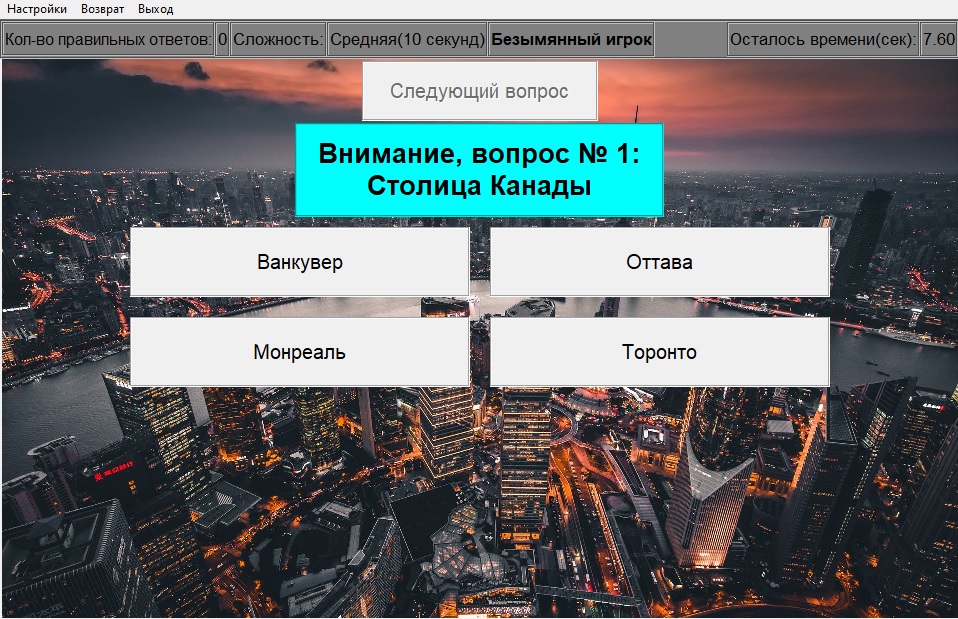 Настройки Возврат Выход
Кол-во правильных ответов: 0 Сложность: Средняя(10 секунд) Безымянный игрок Осталось времени(сек): 7.60
Следующий вопрос
Внимание, вопрос № 1:
Столица Канады
Ванкувер Оттава
Монреаль Торонто